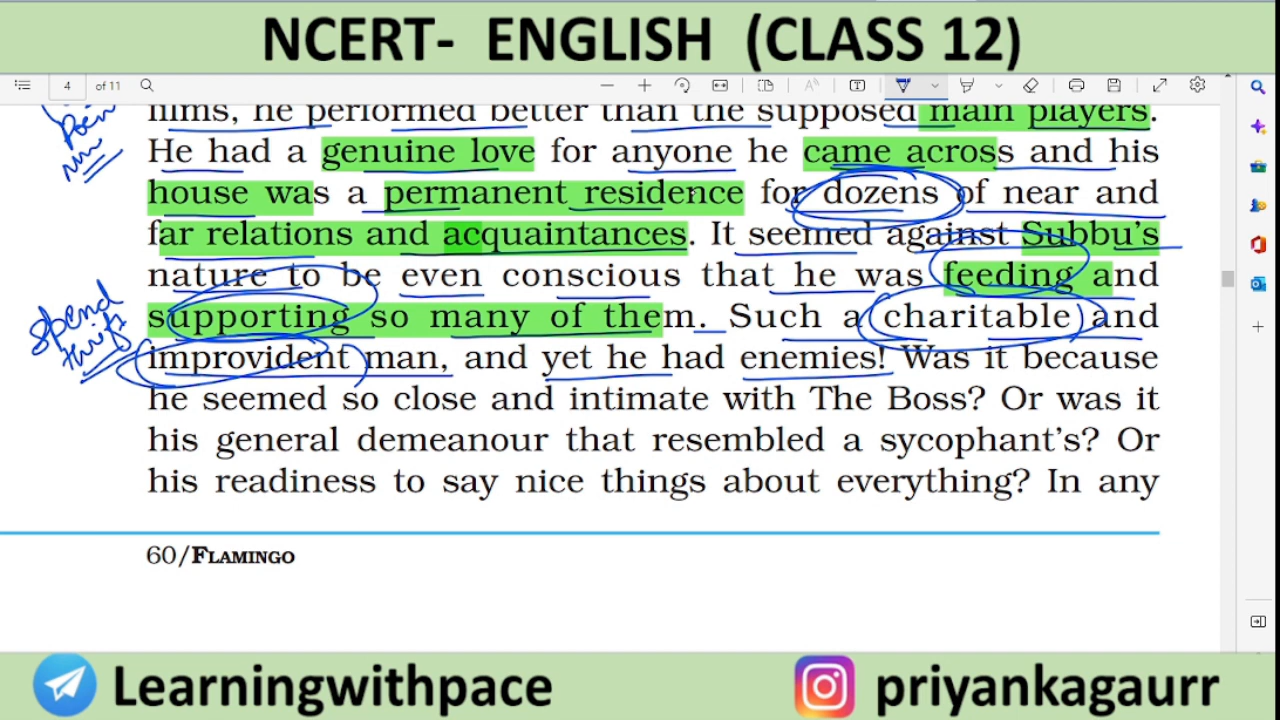 NCERT- ENGLISH (CLASS 12)
4 of 11
films, he performed better than the supposed main players.
Poem
He had a genuine love for anyone he came across and his
house was a permanent residence for dozens of near and
far relations and acquaintances. It seemed against Subbu's
nature to be even conscious that he was feeding and
Spend
thrift
supporting so many of them. Such a charitable and
improvident man, and yet he had enemies! Was it because
he seemed so close and intimate with The Boss? Or was it
his general demeanour that resembled a sycophant's? Or
his readiness to say nice things about everything? In any
60/FLAMINGO
Learningwithpace
priyankagaurr